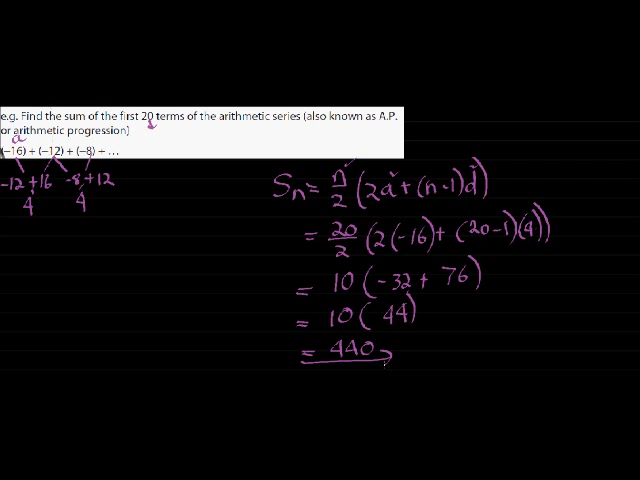 e.g. Find the sum of the first 20 terms of the arithmetic series (also known as A.P.
or arithmetic progression)
a
(-16) + (-12) + (-8) + ...
-12 + 16 -8 + 12
4 4
Sn = n/2 (2a + (n-1)d)
= 20/2 (2(-16) + (20-1)(4))
= 10 (-32 + 76)
= 10 (44)
= 440